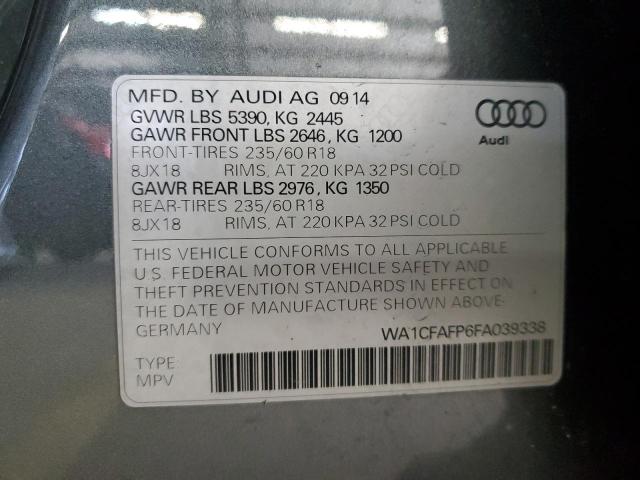 MFD. BY AUDI AG 09 14
GVWR LBS 5390, KG 2445
GAWR FRONT LBS 2646, KG 1200
FRONT-TIRES 235/60 R18
8JX18 RIMS, AT 220 KPA 32 PSI COLD
GAWR REAR LBS 2976, KG 1350
REAR-TIRES 235/60 R18
8JX18 RIMS, AT 220 KPA 32 PSI COLD
Audi
THIS VEHICLE CONFORMS TO ALL APPLICABLE
U.S. FEDERAL MOTOR VEHICLE SAFETY AND
THEFT PREVENTION STANDARDS IN EFFECT ON
THE DATE OF MANUFACTURE SHOWN ABOVE.
GERMANY
WA1CFAFP6FA039338
TYPE:
MPV